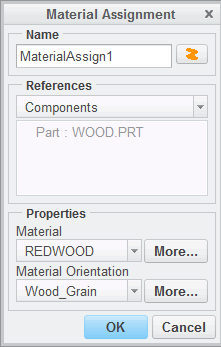 Material Assignment
Name
MaterialAssign1
References
Components
Part : WOOD.PRT
Properties
Material
REDWOOD More...
Material Orientation
Wood_Grain More...
OK Cancel